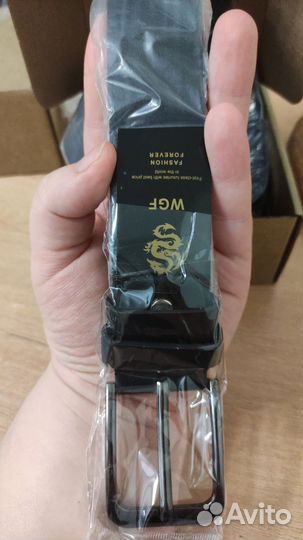 FASHION
FOREVER
First-class luxuries with best price
in the world
WGF
Avito